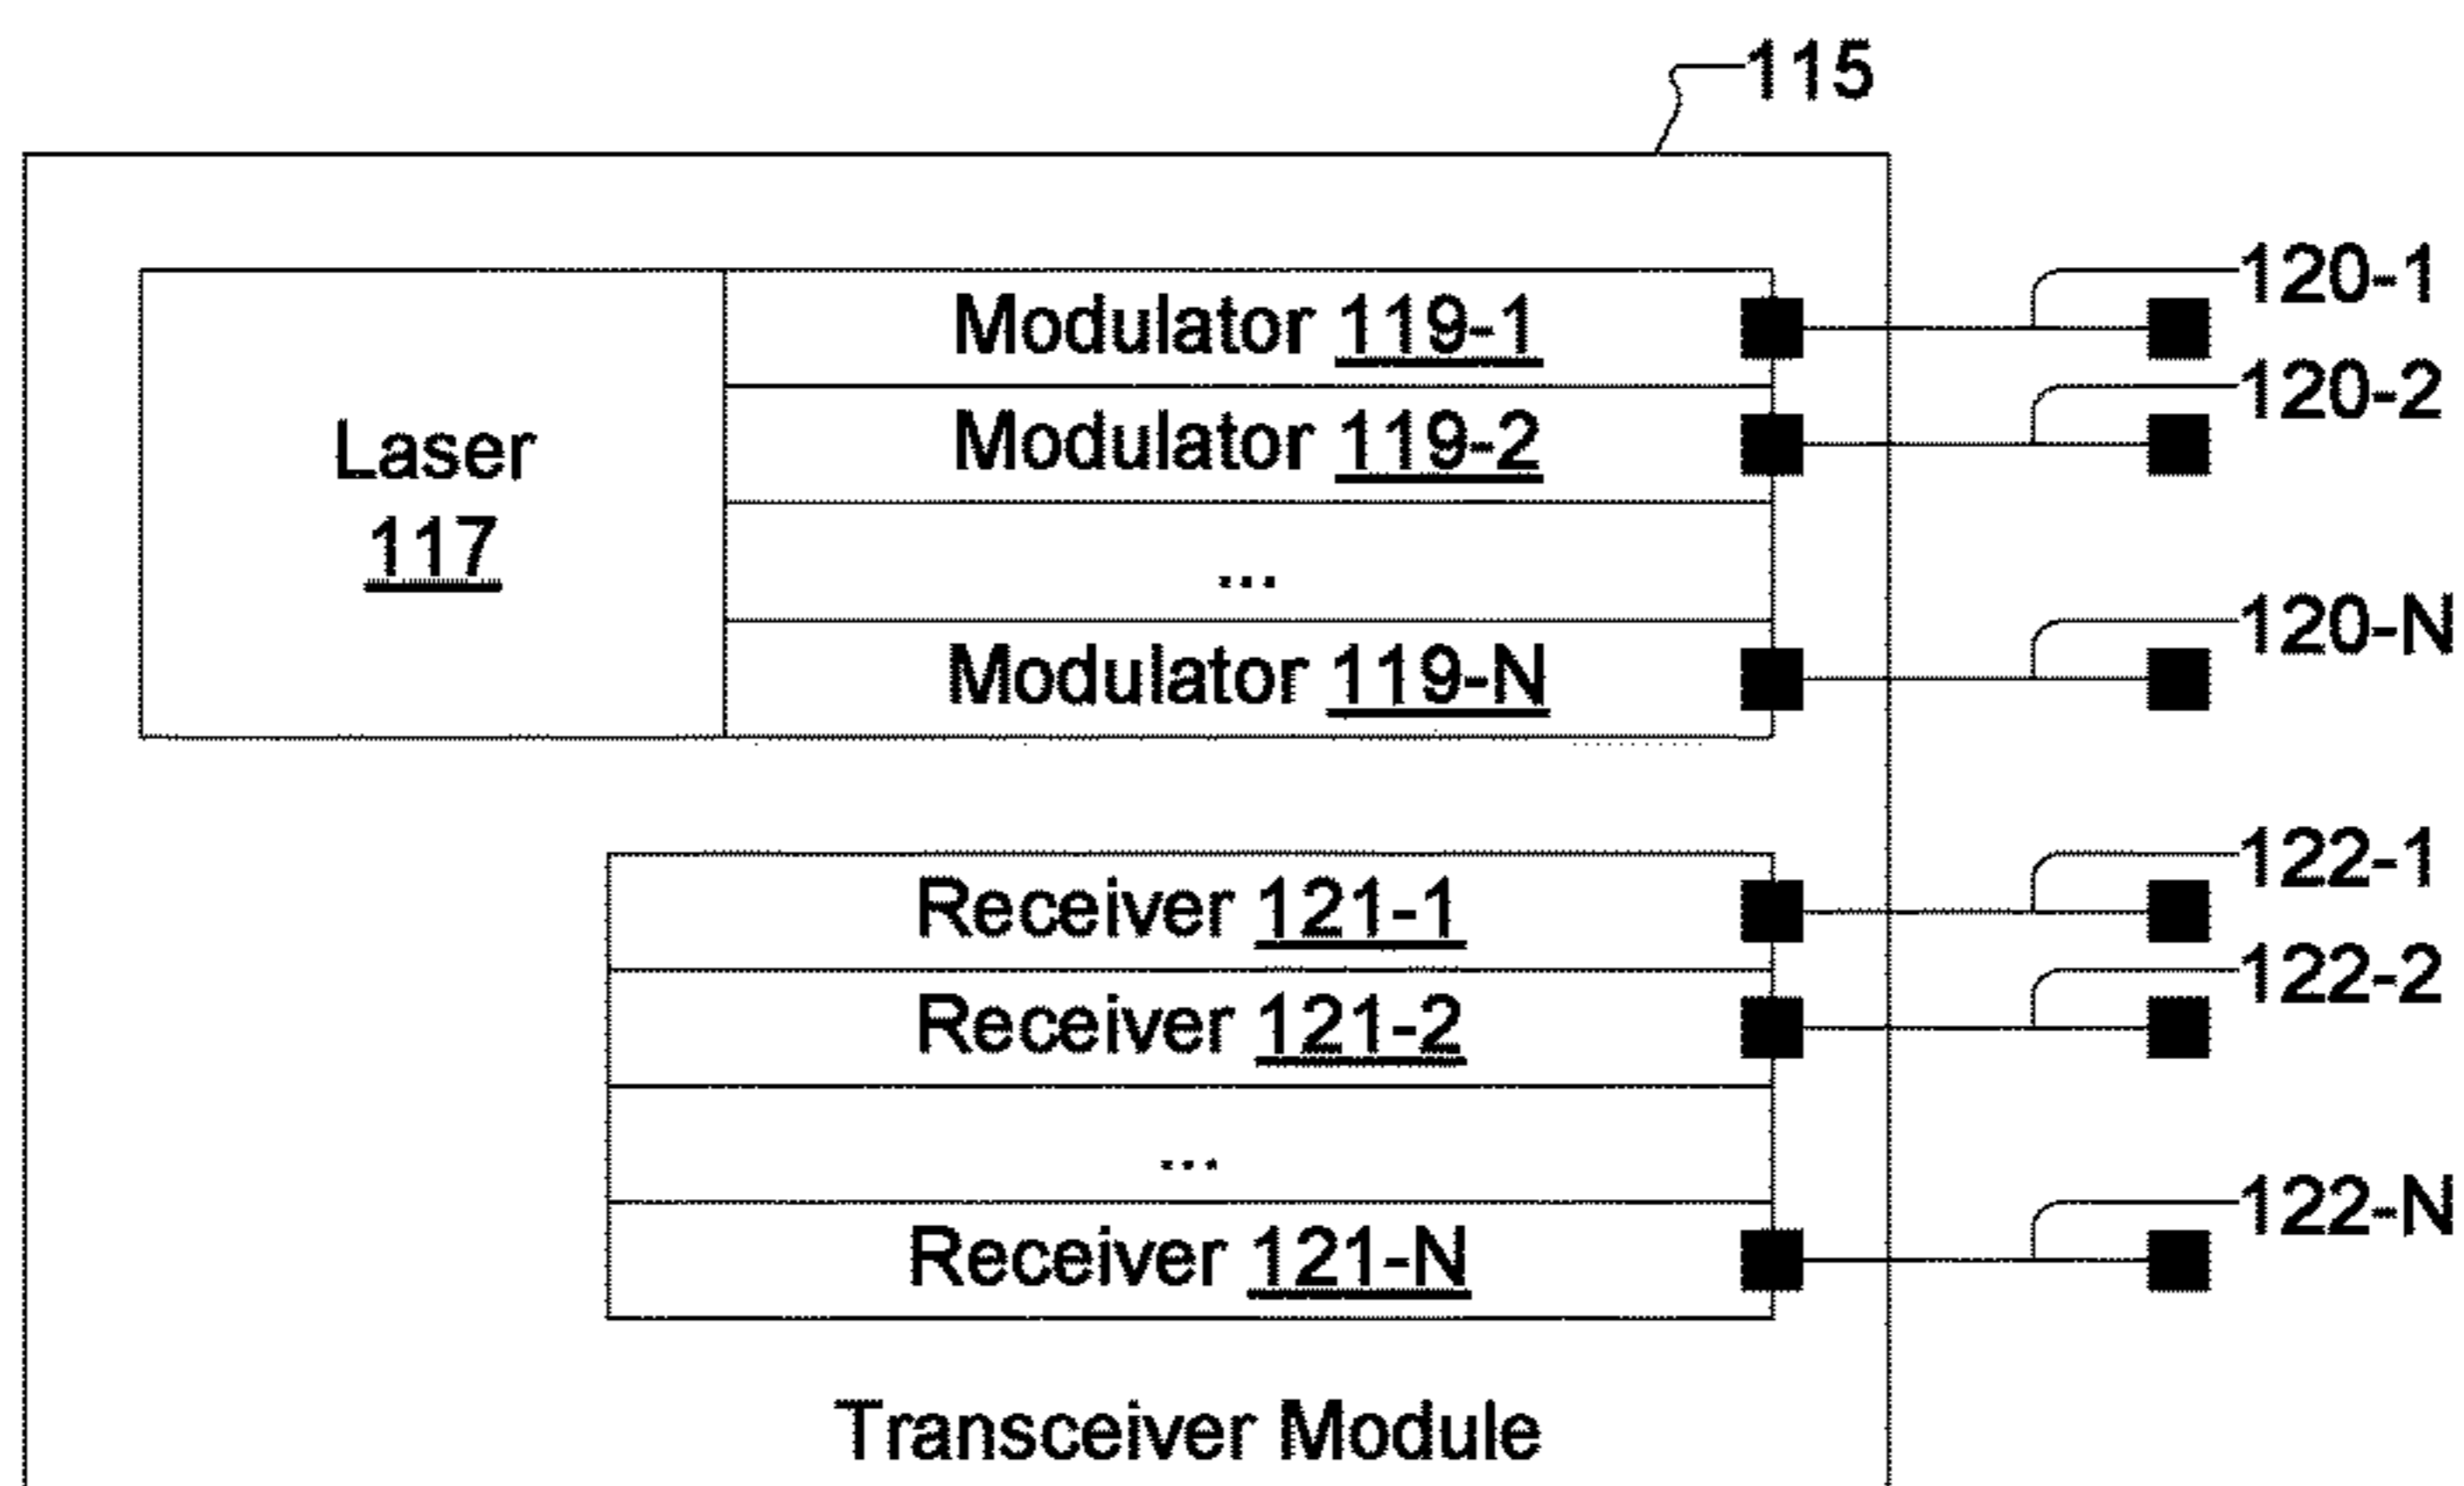 115
Modulator 119-1
120-1
Modulator 119-2
120-2
Laser
117
...
Modulator 119-N
120-N
Receiver 121-1
122-1
Receiver 121-2
122-2
...
Receiver 121-N
122-N
Transceiver Module